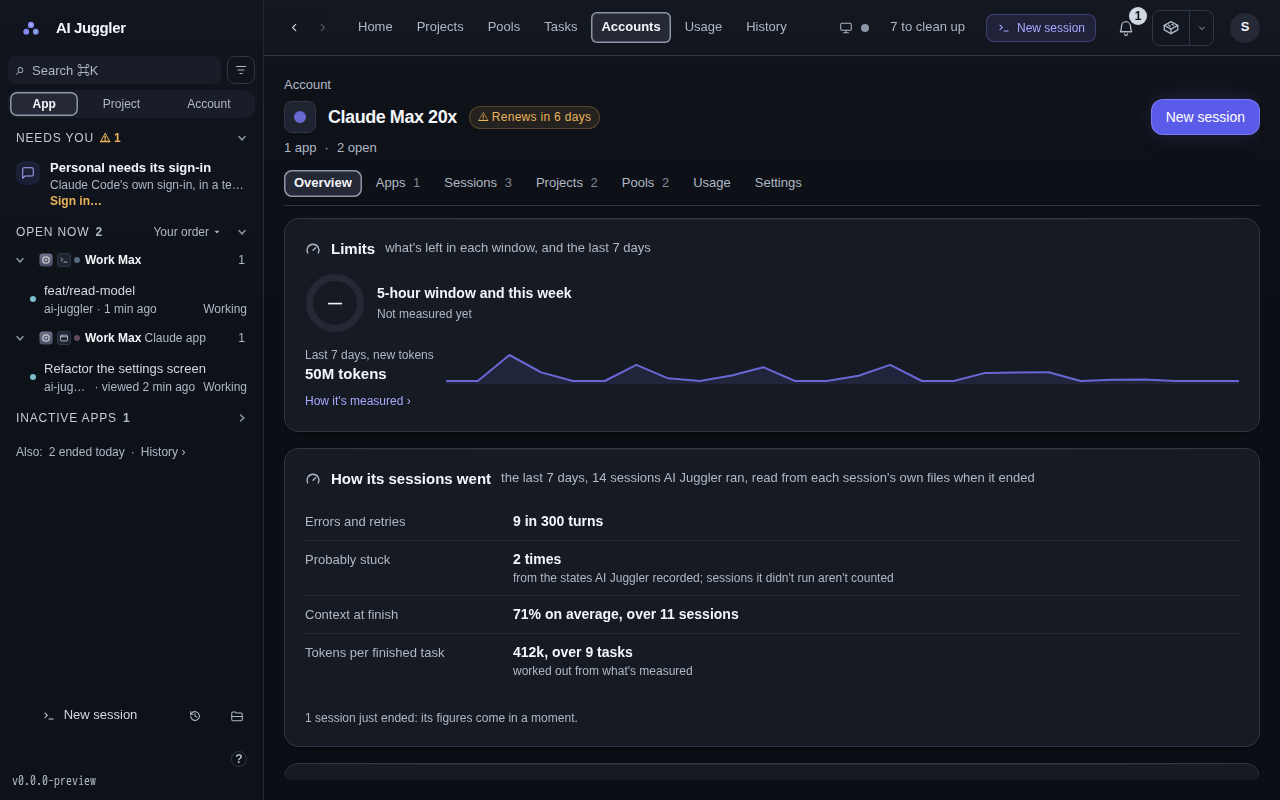 AI Juggler
Search ⌘K
App Project Account
NEEDS YOU 1
Personal needs its sign-in
Claude Code's own sign-in, in a te…
Sign in…
OPEN NOW 2 Your order
Work Max 1
feat/read-model
ai-juggler · 1 min ago Working
Work Max Claude app 1
Refactor the settings screen
ai-jug… · viewed 2 min ago Working
INACTIVE APPS 1
Also: 2 ended today · History ›
New session
?
v0.0.0-preview
Home Projects Pools Tasks Accounts Usage History
7 to clean up
New session
1
S
Account
Claude Max 20x
Renews in 6 days
New session
1 app · 2 open
Overview Apps 1 Sessions 3 Projects 2 Pools 2 Usage Settings
Limits what's left in each window, and the last 7 days
—
5-hour window and this week
Not measured yet
Last 7 days, new tokens
50M tokens
How it's measured ›
How its sessions went the last 7 days, 14 sessions AI Juggler ran, read from each session's own files when it ended
Errors and retries 9 in 300 turns
Probably stuck 2 times
from the states AI Juggler recorded; sessions it didn't run aren't counted
Context at finish 71% on average, over 11 sessions
Tokens per finished task 412k, over 9 tasks
worked out from what's measured
1 session just ended: its figures come in a moment.